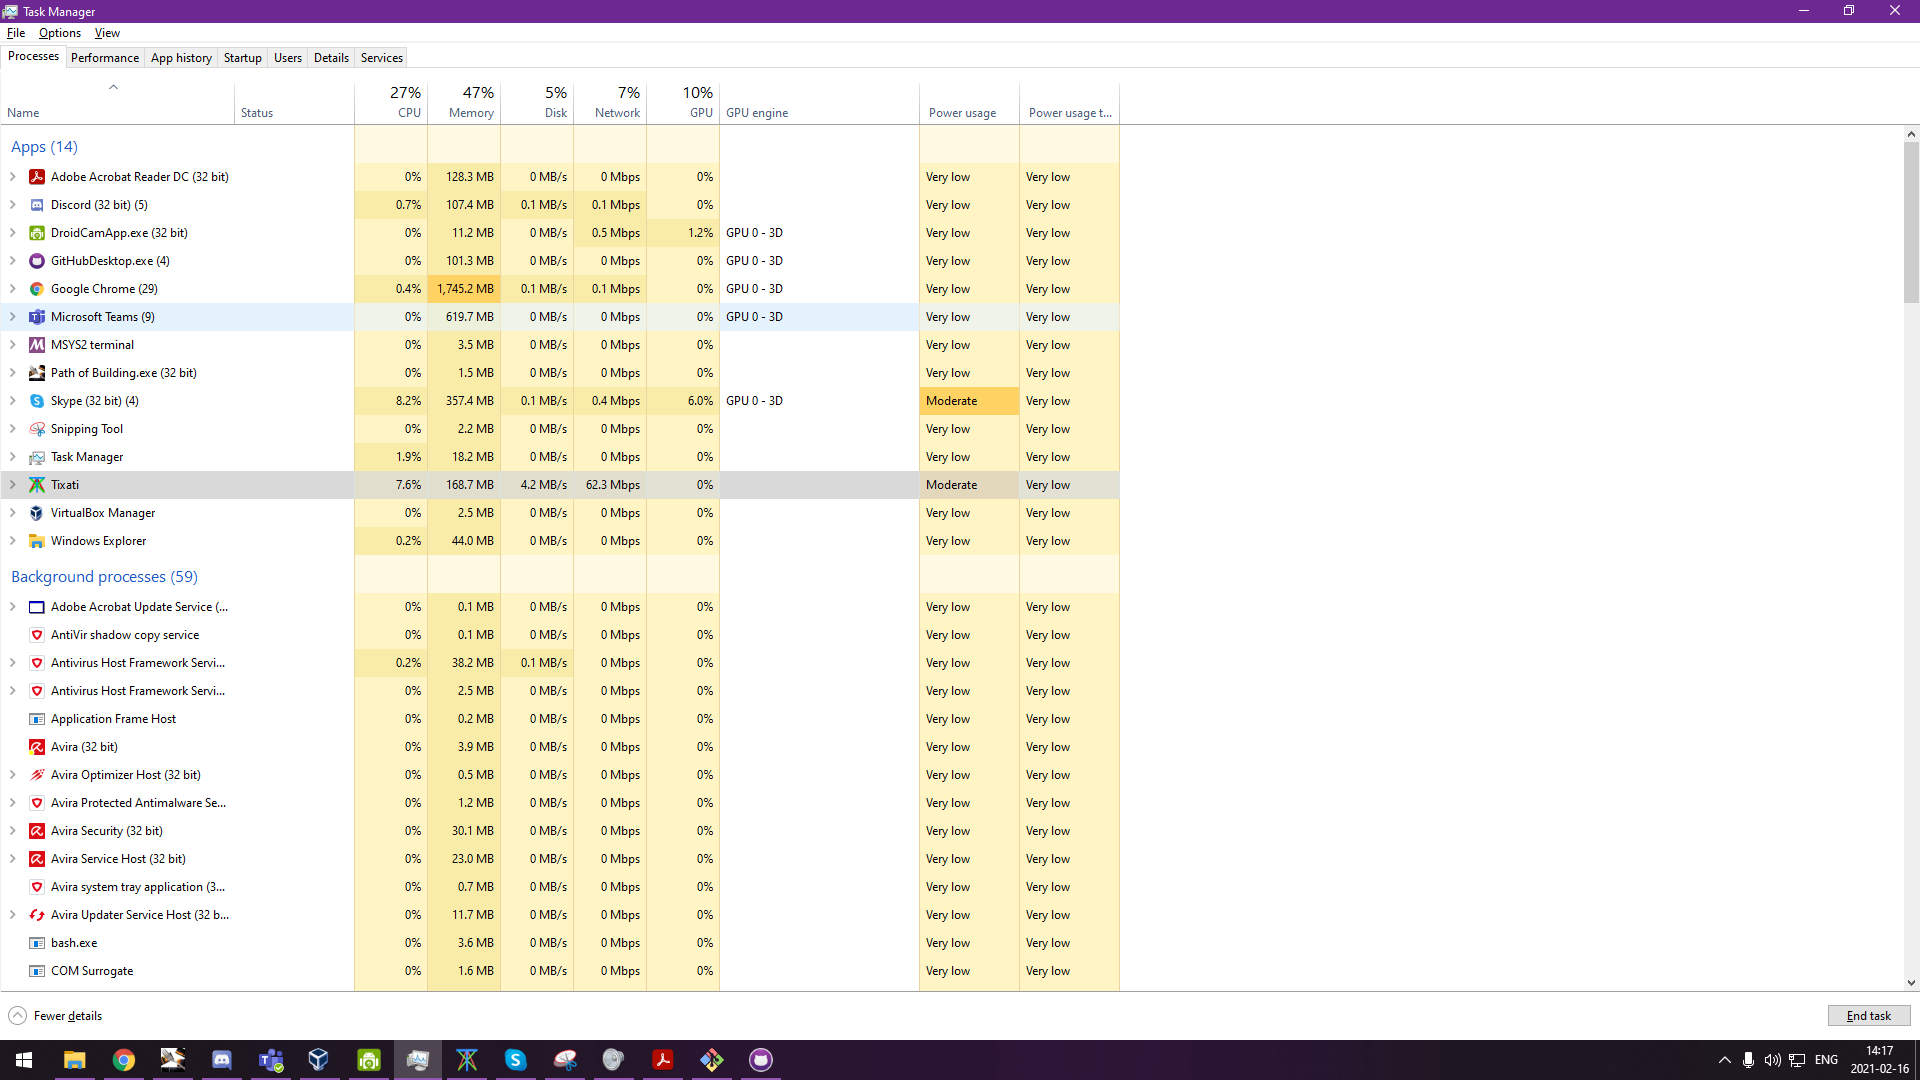 Task Manager
File Options View
Processes Performance App history Startup Users Details Services
27% 47% 5% 7% 10%
Name Status CPU Memory Disk Network GPU GPU engine Power usage Power usage t...
Apps (14)
Adobe Acrobat Reader DC (32 bit) 0% 128.3 MB 0 MB/s 0 Mbps 0% Very low Very low
Discord (32 bit) (5) 0.7% 107.4 MB 0.1 MB/s 0.1 Mbps 0% Very low Very low
DroidCamApp.exe (32 bit) 0% 11.2 MB 0 MB/s 0.5 Mbps 1.2% GPU 0 - 3D Very low Very low
GitHubDesktop.exe (4) 0% 101.3 MB 0 MB/s 0 Mbps 0% GPU 0 - 3D Very low Very low
Google Chrome (29) 0.4% 1,745.2 MB 0.1 MB/s 0.1 Mbps 0% GPU 0 - 3D Very low Very low
Microsoft Teams (9) 0% 619.7 MB 0 MB/s 0 Mbps 0% GPU 0 - 3D Very low Very low
MSYS2 terminal 0% 3.5 MB 0 MB/s 0 Mbps 0% Very low Very low
Path of Building.exe (32 bit) 0% 1.5 MB 0 MB/s 0 Mbps 0% Very low Very low
Skype (32 bit) (4) 8.2% 357.4 MB 0.1 MB/s 0.4 Mbps 6.0% GPU 0 - 3D Moderate Very low
Snipping Tool 0% 2.2 MB 0 MB/s 0 Mbps 0% Very low Very low
Task Manager 1.9% 18.2 MB 0 MB/s 0 Mbps 0% Very low Very low
Tixati 7.6% 168.7 MB 4.2 MB/s 62.3 Mbps 0% Moderate Very low
VirtualBox Manager 0% 2.5 MB 0 MB/s 0 Mbps 0% Very low Very low
Windows Explorer 0.2% 44.0 MB 0 MB/s 0 Mbps 0% Very low Very low
Background processes (59)
Adobe Acrobat Update Service (... 0% 0.1 MB 0 MB/s 0 Mbps 0% Very low Very low
AntiVir shadow copy service 0% 0.1 MB 0 MB/s 0 Mbps 0% Very low Very low
Antivirus Host Framework Servi... 0.2% 38.2 MB 0.1 MB/s 0 Mbps 0% Very low Very low
Antivirus Host Framework Servi... 0% 2.5 MB 0 MB/s 0 Mbps 0% Very low Very low
Application Frame Host 0% 0.2 MB 0 MB/s 0 Mbps 0% Very low Very low
Avira (32 bit) 0% 3.9 MB 0 MB/s 0 Mbps 0% Very low Very low
Avira Optimizer Host (32 bit) 0% 0.5 MB 0 MB/s 0 Mbps 0% Very low Very low
Avira Protected Antimalware Se... 0% 1.2 MB 0 MB/s 0 Mbps 0% Very low Very low
Avira Security (32 bit) 0% 30.1 MB 0 MB/s 0 Mbps 0% Very low Very low
Avira Service Host (32 bit) 0% 23.0 MB 0 MB/s 0 Mbps 0% Very low Very low
Avira system tray application (3... 0% 0.7 MB 0 MB/s 0 Mbps 0% Very low Very low
Avira Updater Service Host (32 b... 0% 11.7 MB 0 MB/s 0 Mbps 0% Very low Very low
bash.exe 0% 3.6 MB 0 MB/s 0 Mbps 0% Very low Very low
COM Surrogate 0% 1.6 MB 0 MB/s 0 Mbps 0% Very low Very low
Fewer details End task
ENG 14:17
2021-02-16